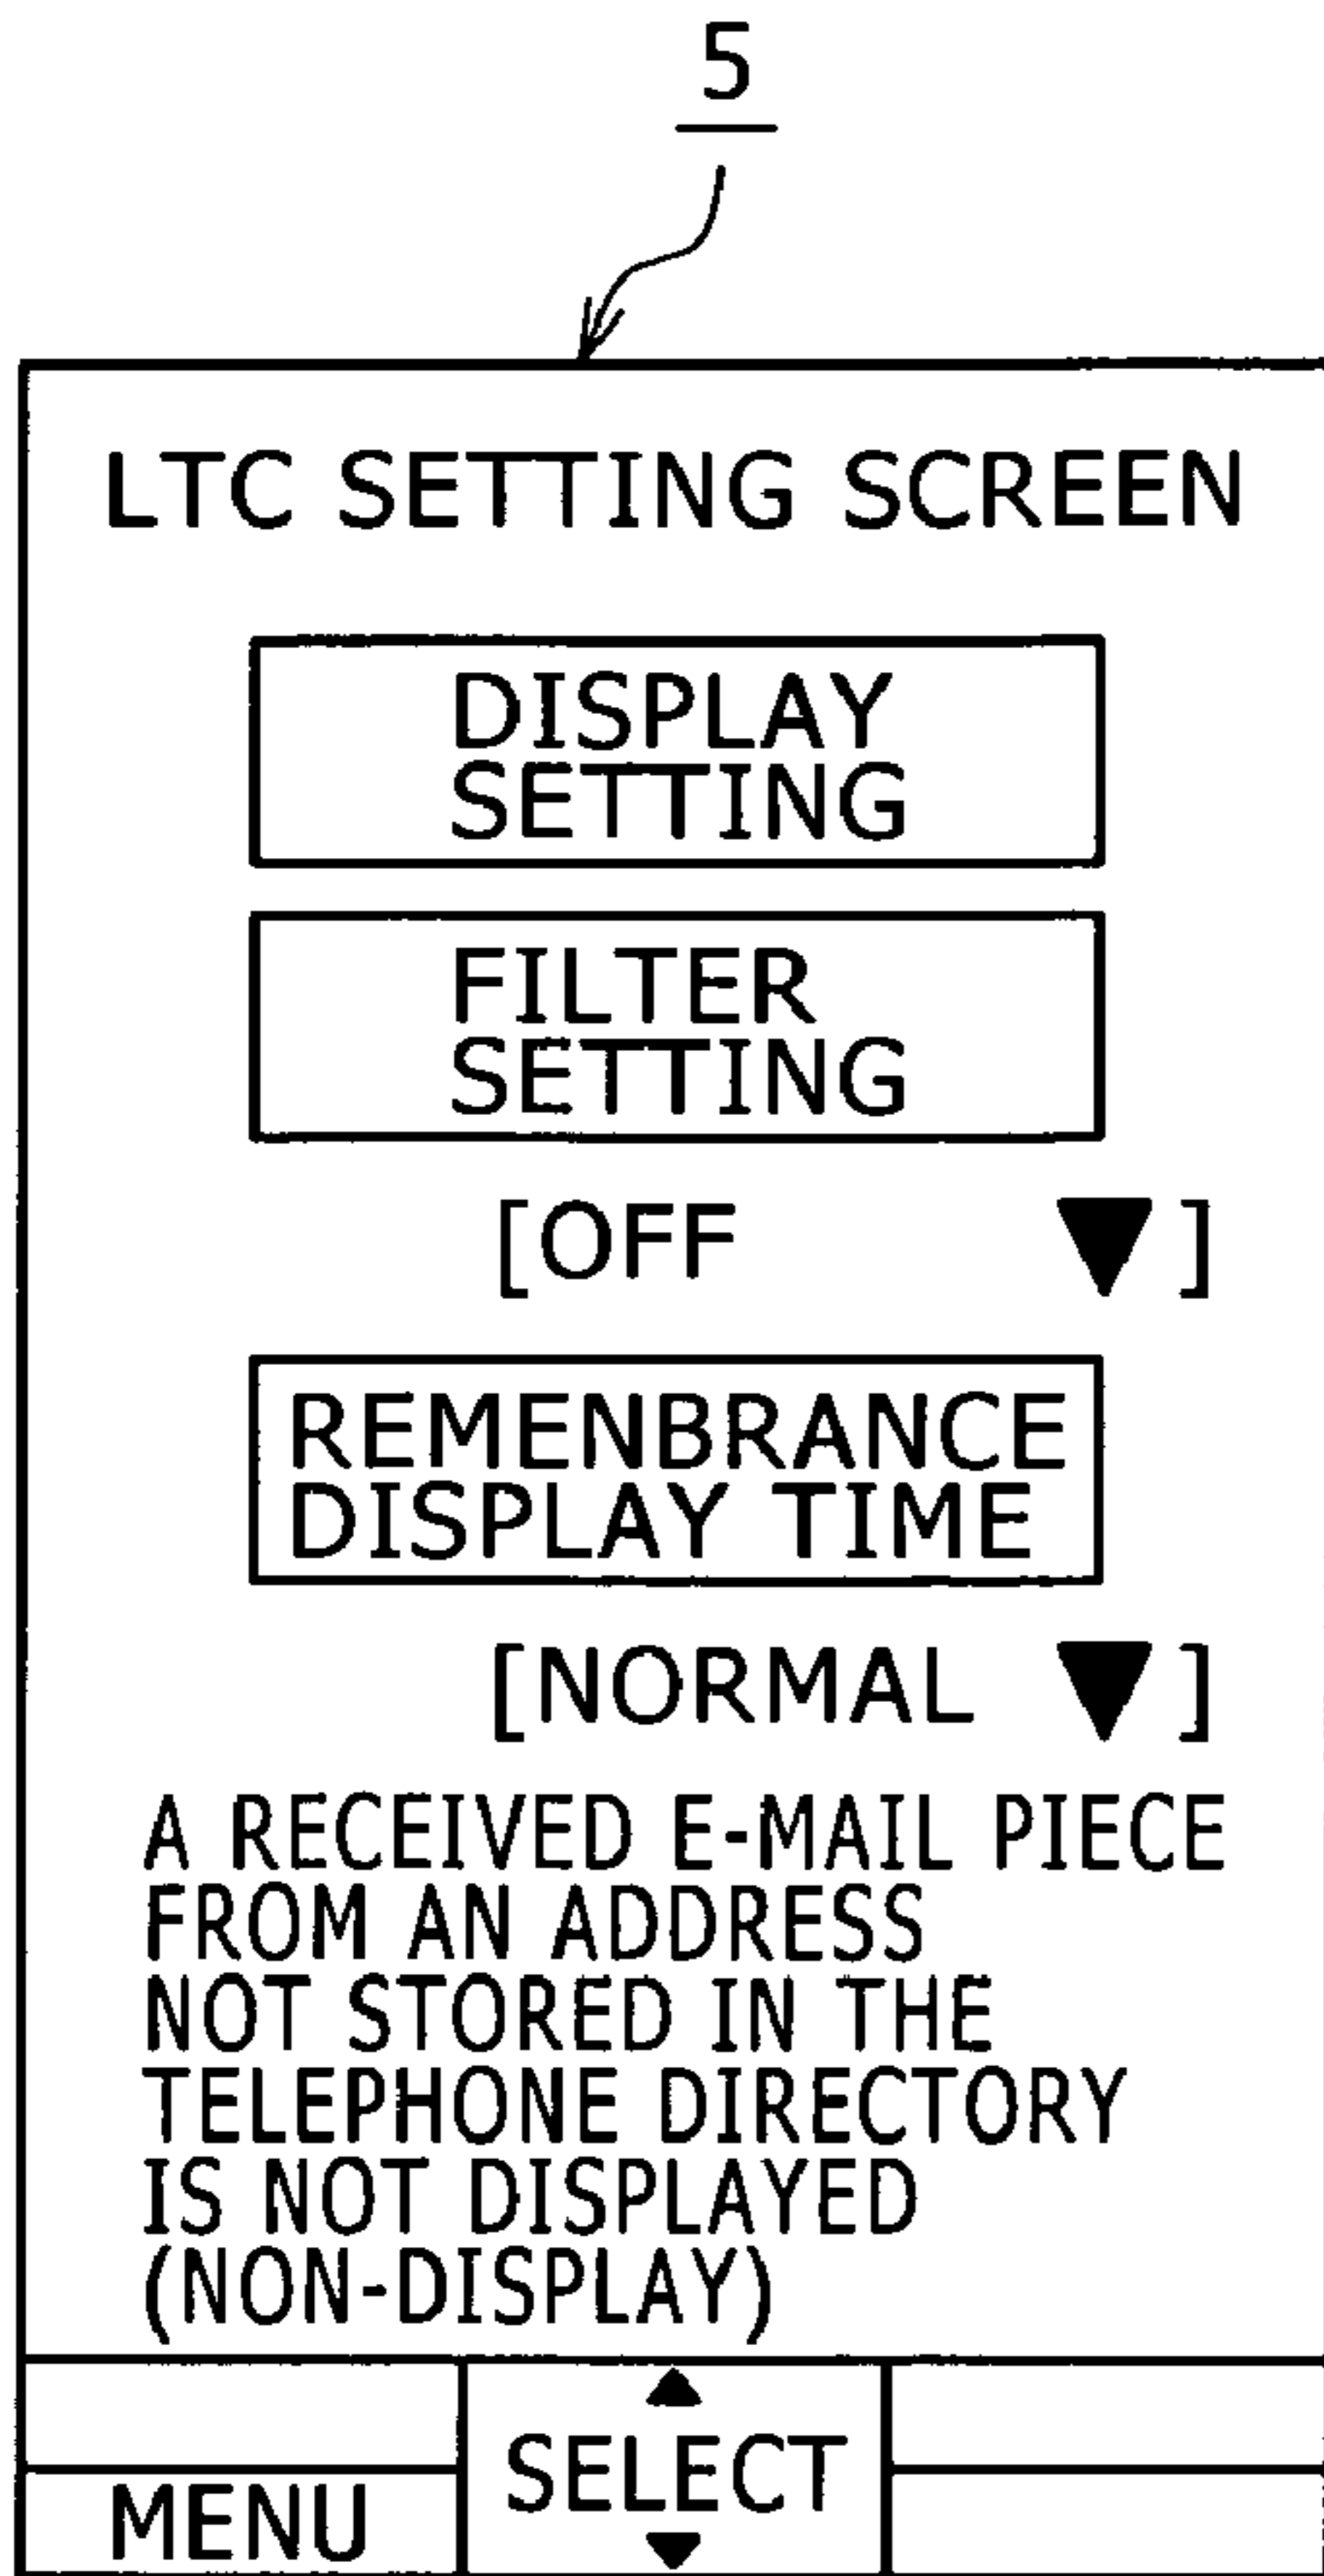 5
LTC SETTING SCREEN
DISPLAY
SETTING
FILTER
SETTING
[OFF ▼]
REMENBRANCE
DISPLAY TIME
[NORMAL ▼]
A RECEIVED E-MAIL PIECE
FROM AN ADDRESS
NOT STORED IN THE
TELEPHONE DIRECTORY
IS NOT DISPLAYED
(NON-DISPLAY)
SELECT
MENU